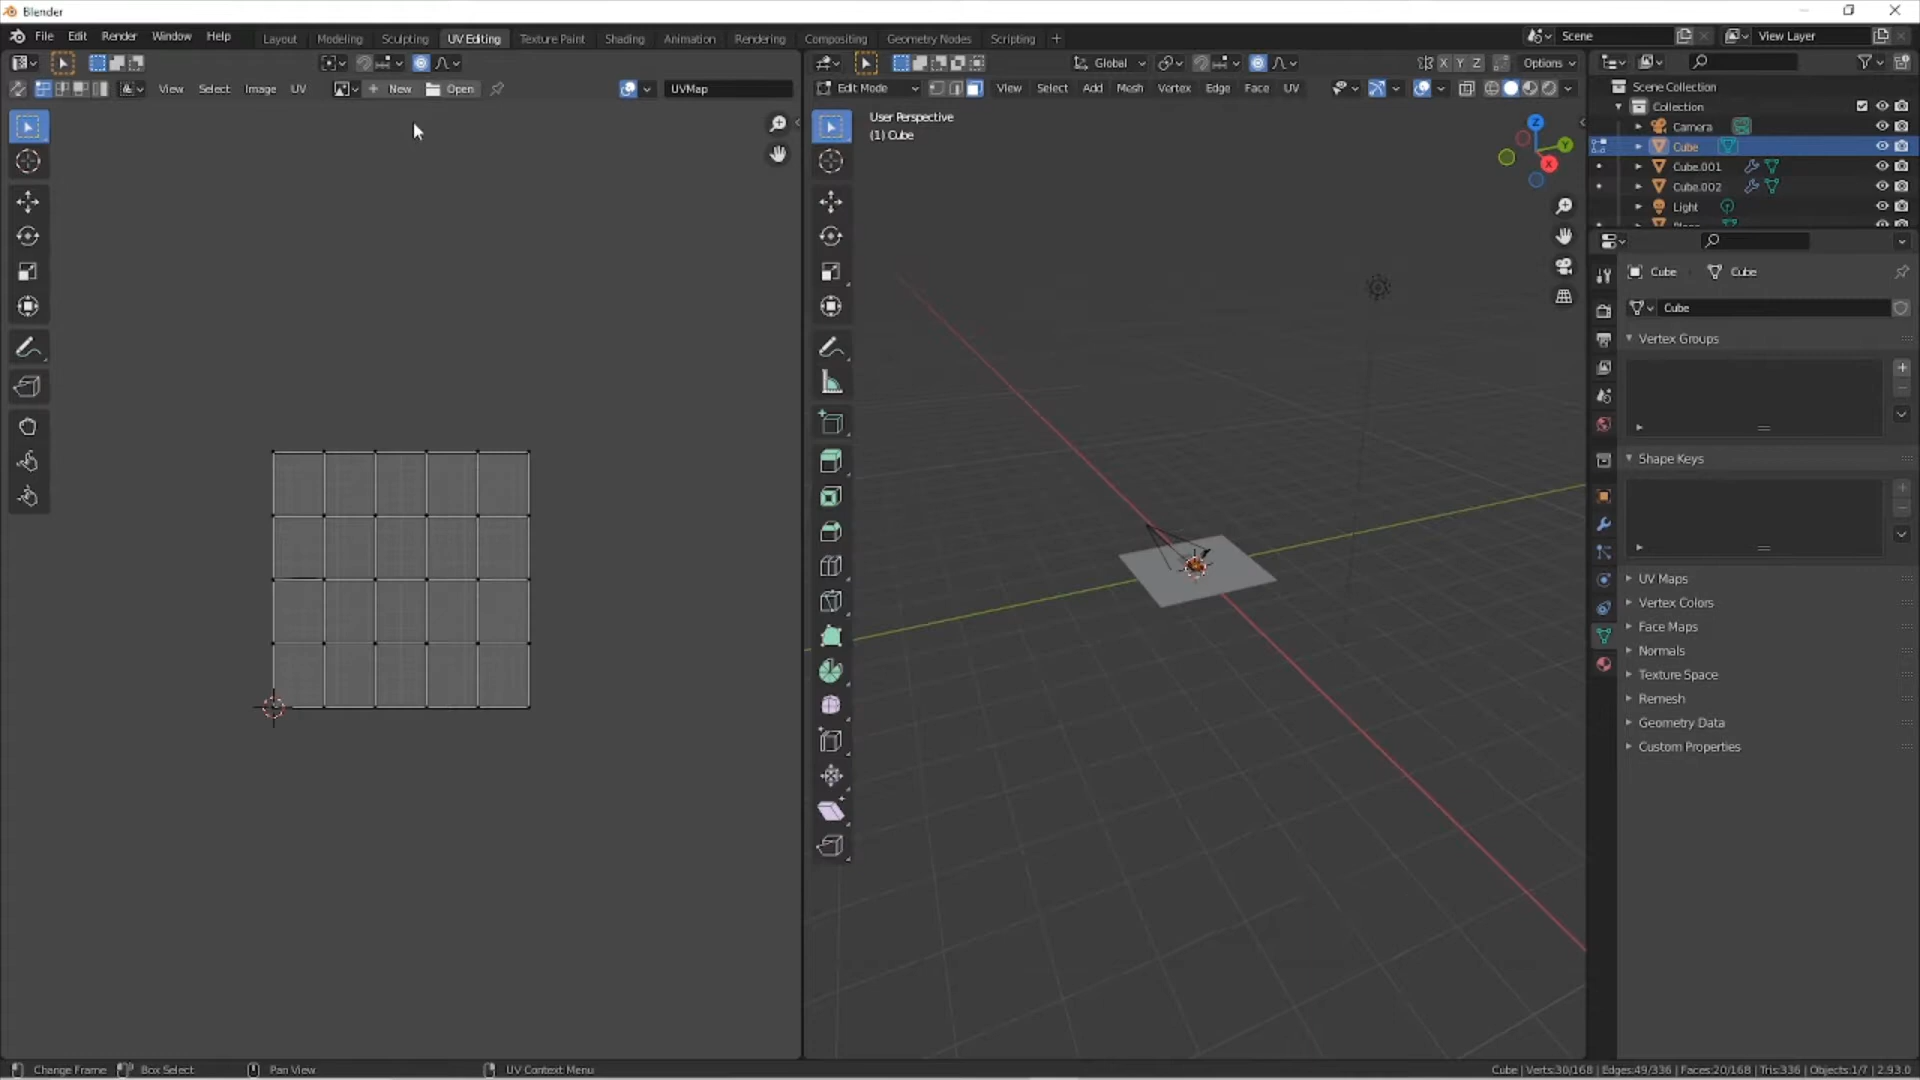 Blender
File Edit Render Window Help
Layout Modeling Sculpting UV Editing Texture Paint Shading Animation Rendering Compositing Geometry Nodes Scripting +
Scene
View Layer
Global
X Y Z
Options
View Select Image UV
+ New Open
UVMap
Edit Mode
View Select Add Mesh Vertex Edge Face UV
User Perspective
(1) Cube
Z
Y
X
Scene Collection
Collection
Camera
Cube
Cube.001
Cube.002
Light
Cube Cube
Cube
Vertex Groups
Shape Keys
UV Maps
Vertex Colors
Face Maps
Normals
Texture Space
Remesh
Geometry Data
Custom Properties
Change Frame Box Select Pan View UV Context Menu
Cube | Verts:30/168 | Edges:49/336 | Faces:20/168 | Tris:336 | Objects:1/7 | 2.93.0